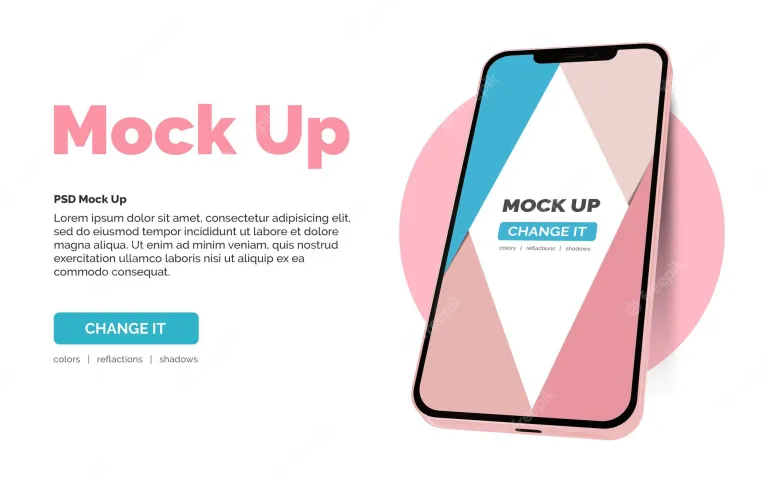 Mock Up
PSD Mock Up
Lorem ipsum dolor sit amet, consectetur adipisicing elit,
sed do eiusmod tempor incididunt ut labore et dolore
magna aliqua. Ut enim ad minim veniam, quis nostrud
exercitation ullamco laboris nisi ut aliquip ex ea
commodo consequat.
CHANGE IT
colors | reflactions | shadows
MOCK UP
CHANGE IT
colors | reflactions | shadows
freepik